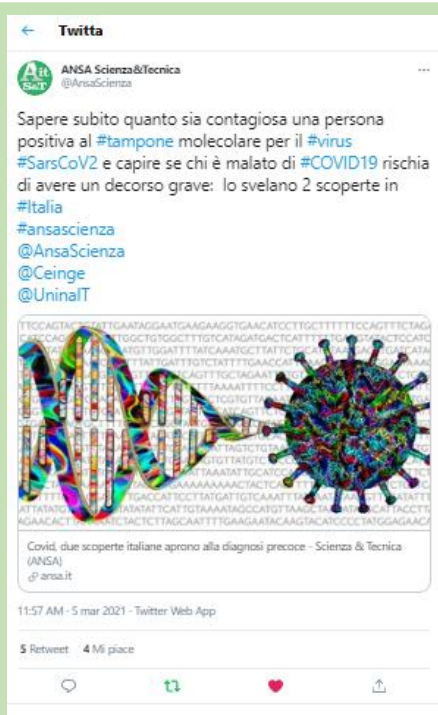 Twitta
Ait
S&T
ANSA Scienza&Tecnica
@AnsaScienza
Sapere subito quanto sia contagiosa una persona
positiva al #tampone molecolare per il #virus
#SarsCoV2 e capire se chi è malato di #COVID19 rischia
di avere un decorso grave: lo svelano 2 scoperte in
#Italia
#ansascienza
@AnsaScienza
@Ceinge
@UninaIT
Covid, due scoperte italiane aprono alla diagnosi precoce - Scienza & Tecnica
(ANSA)
ansa.it
11:57 AM · 5 mar 2021 · Twitter Web App
5 Retweet 4 Mi piace